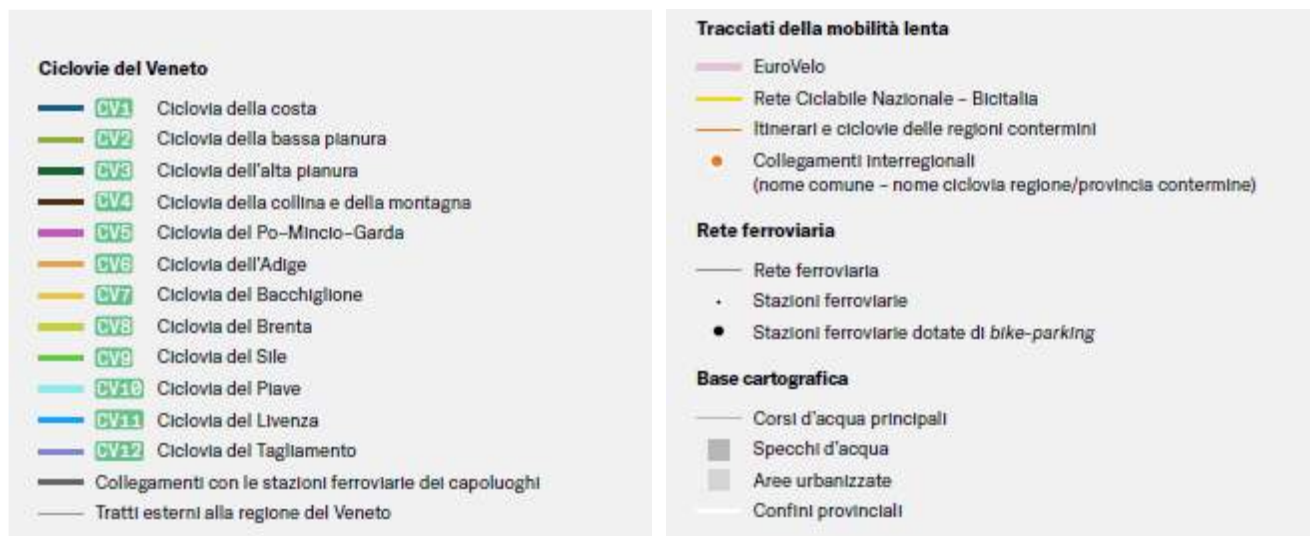 Ciclovie del Veneto
CV1 Ciclovia della costa
CV2 Ciclovia della bassa pianura
CV3 Ciclovia dell'alta pianura
CV4 Ciclovia della collina e della montagna
CV5 Ciclovia del Po-Mincio-Garda
CV6 Ciclovia dell'Adige
CV7 Ciclovia del Bacchiglione
CV8 Ciclovia del Brenta
CV9 Ciclovia del Sile
CV10 Ciclovia del Piave
CV11 Ciclovia del Livenza
CV12 Ciclovia del Tagliamento
Collegamenti con le stazioni ferroviarie dei capoluoghi
Tratti esterni alla regione del Veneto
Tracciati della mobilità lenta
EuroVelo
Rete Ciclabile Nazionale – Bicitalia
Itinerari e ciclovie delle regioni contermini
Collegamenti interregionali
(nome comune – nome ciclovia regione/provincia contermine)
Rete ferroviaria
Rete ferroviaria
Stazioni ferroviarie
Stazioni ferroviarie dotate di bike-parking
Base cartografica
Corsi d'acqua principali
Specchi d'acqua
Aree urbanizzate
Confini provinciali